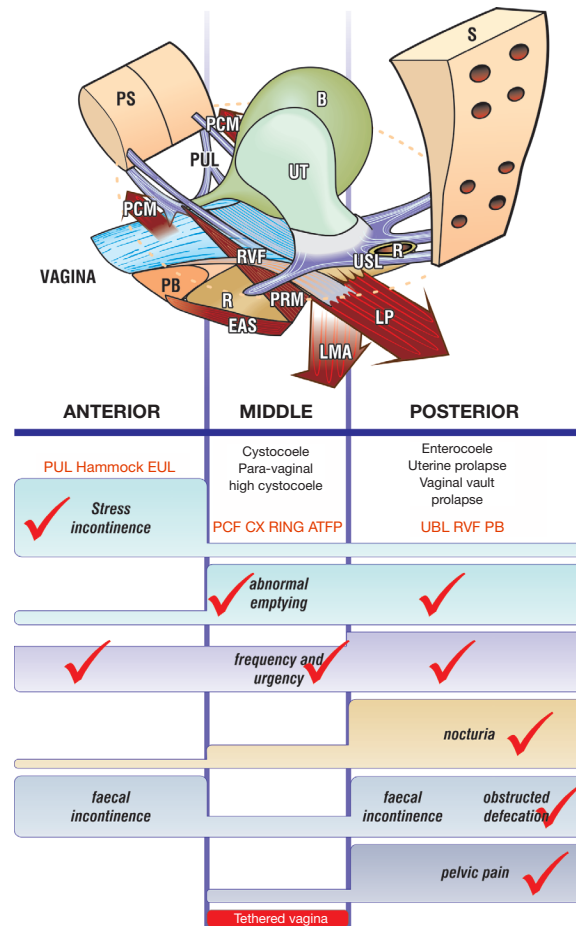 S
PS
B
PCM
PUL
UT
PCM
RVF
USL
R
VAGINA
PB
R
PRM
LP
EAS
LMA
ANTERIOR
MIDDLE
POSTERIOR
PUL Hammock EUL
Cystocoele
Para-vaginal
high cystocoele
PCF CX RING ATFP
Enterocoele
Uterine prolapse
Vaginal vault
prolapse
UBL RVF PB
Stress
incontinence
abnormal
emptying
frequency and
urgency
nocturia
faecal
incontinence
faecal
incontinence
obstructed
defecation
pelvic pain
Tethered vagina